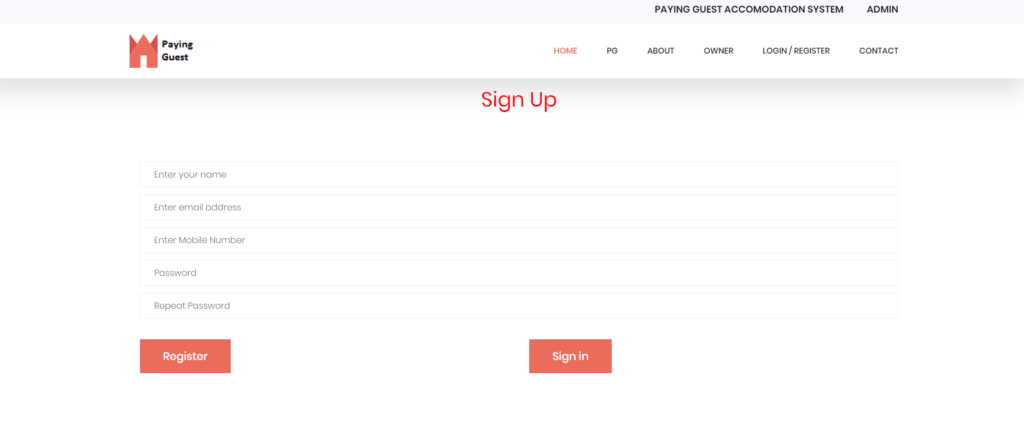 PAYING GUEST ACCOMODATION SYSTEM ADMIN
Paying
Guest
HOME PG ABOUT OWNER LOGIN / REGISTER CONTACT
Sign Up
Enter your name
Enter email address
Enter Mobile Number
Password
Repeat Password
Register Sign in